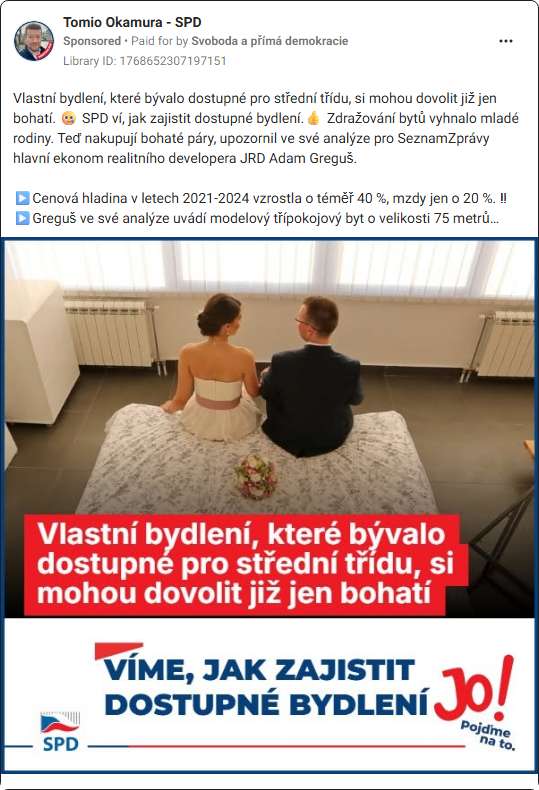 Tomio Okamura - SPD
Sponsored • Paid for by Svoboda a přímá demokracie
Library ID: 1768652307197151
Vlastní bydlení, které bývalo dostupné pro střední třídu, si mohou dovolit již jen
bohatí. 😬 SPD ví, jak zajistit dostupné bydlení.👍 Zdražování bytů vyhnalo mladé
rodiny. Teď nakupují bohaté páry, upozornil ve své analýze pro SeznamZprávy
hlavní ekonom realitního developera JRD Adam Greguš.
▶️Cenová hladina v letech 2021-2024 vzrostla o téměř 40 %, mzdy jen o 20 %. ‼️
▶️Greguš ve své analýze uvádí modelový třípokojový byt o velikosti 75 metrů...
Vlastní bydlení, které bývalo
dostupné pro střední třídu, si
mohou dovolit již jen bohatí
VÍME, JAK ZAJISTIT
DOSTUPNÉ BYDLENÍ
JO!
Pojďme
na to.
SPD